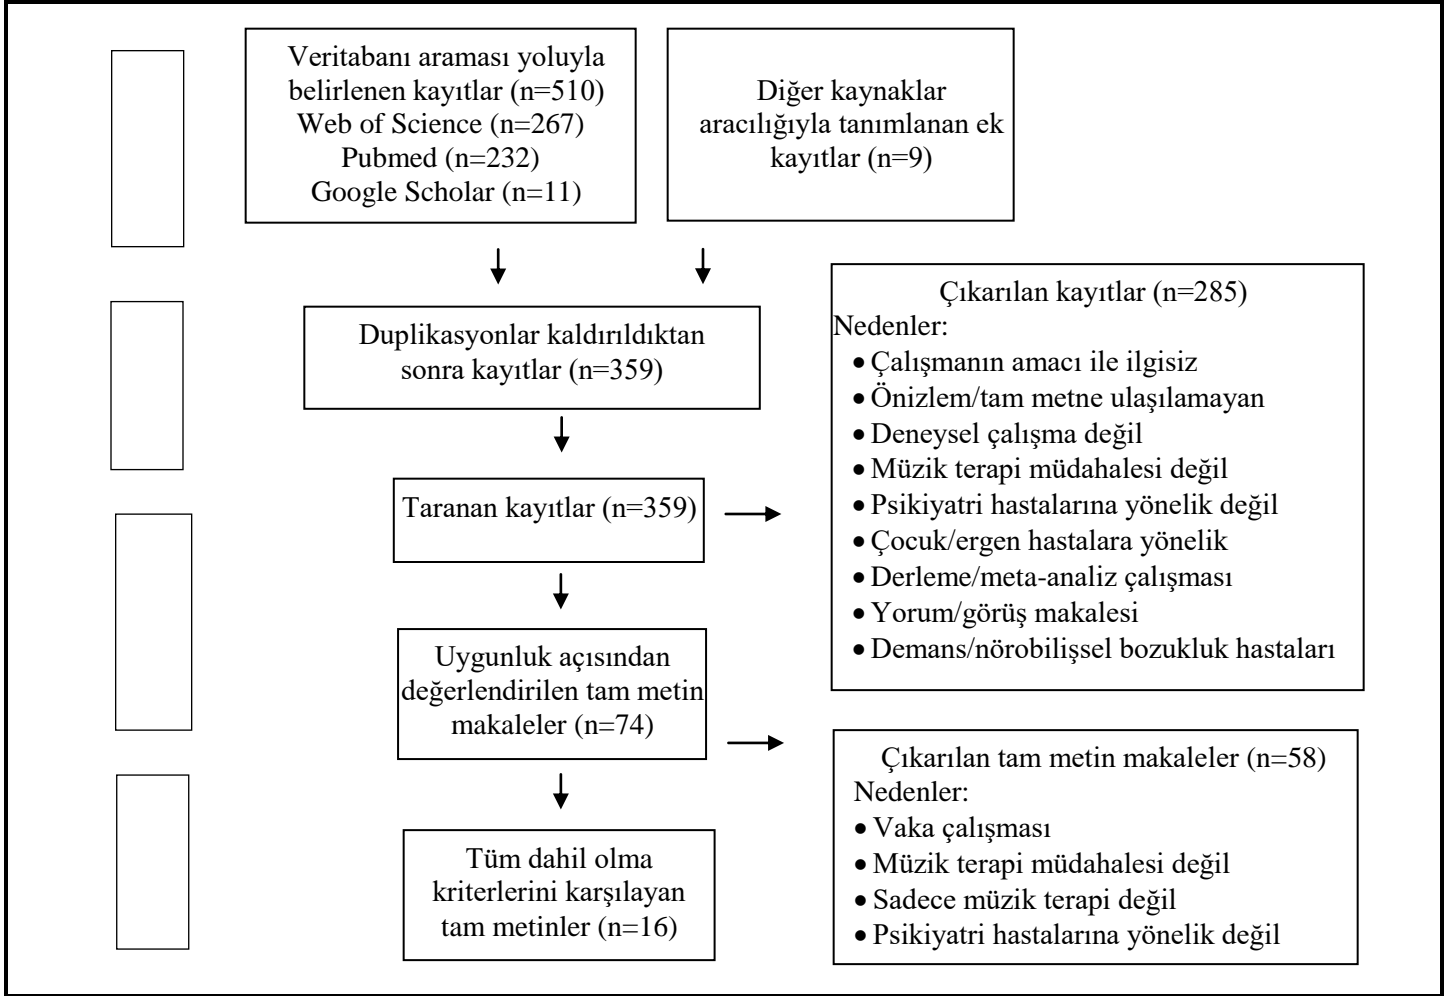 Veritabanı araması yoluyla
belirlenen kayıtlar (n=510)
Web of Science (n=267)
Pubmed (n=232)
Google Scholar (n=11)
Diğer kaynaklar
aracılığıyla tanımlanan ek
kayıtlar (n=9)
Duplikasyonlar kaldırıldıktan
sonra kayıtlar (n=359)
Çıkarılan kayıtlar (n=285)
Nedenler:
• Çalışmanın amacı ile ilgisiz
• Önizlem/tam metne ulaşılamayan
• Deneysel çalışma değil
• Müzik terapi müdahalesi değil
• Psikiyatri hastalarına yönelik değil
• Çocuk/ergen hastalara yönelik
• Derleme/meta-analiz çalışması
• Yorum/görüş makalesi
• Demans/nörobilişsel bozukluk hastaları
Taranan kayıtlar (n=359)
Uygunluk açısından
değerlendirilen tam metin
makaleler (n=74)
Çıkarılan tam metin makaleler (n=58)
Nedenler:
• Vaka çalışması
• Müzik terapi müdahalesi değil
• Sadece müzik terapi değil
• Psikiyatri hastalarına yönelik değil
Tüm dahil olma
kriterlerini karşılayan
tam metinler (n=16)